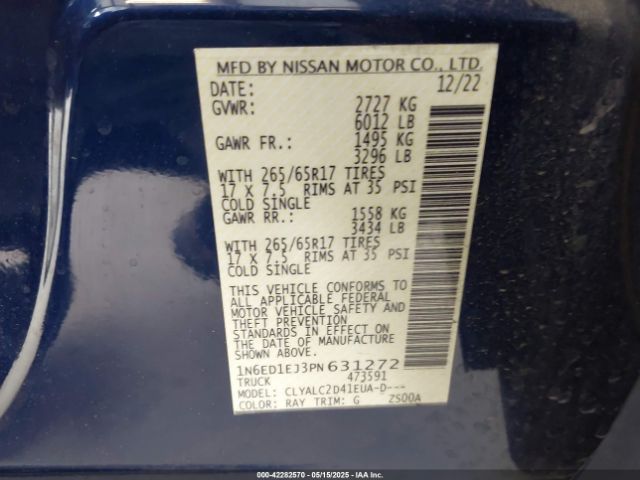 MFD BY NISSAN MOTOR CO., LTD.
DATE: 12/22
GVWR: 2727 KG
6012 LB
GAWR FR.: 1495 KG
3296 LB
WITH 265/65R17 TIRES
17 X 7.5 RIMS AT 35 PSI
COLD SINGLE
GAWR RR.: 1558 KG
3434 LB
WITH 265/65R17 TIRES
17 X 7.5 RIMS AT 35 PSI
COLD SINGLE
THIS VEHICLE CONFORMS TO
ALL APPLICABLE FEDERAL
MOTOR VEHICLE SAFETY AND
THEFT PREVENTION
STANDARDS IN EFFECT ON
THE DATE OF MANUFACTURE
SHOWN ABOVE.
1N6ED1EJ3PN631272
TRUCK 473591
MODEL: CLYALC2D41EUA-D---
COLOR: RAY TRIM: G ZS00A
000-42282570 - 05/15/2025 - IAAI.COM